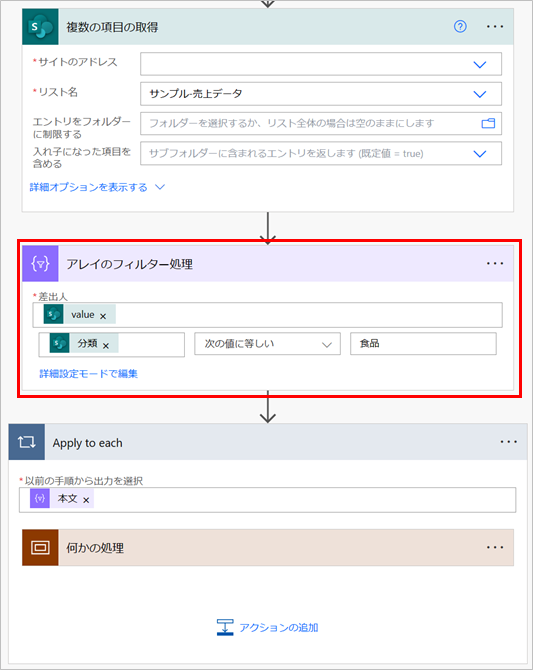 複数の項目の取得
*サイトのアドレス
*リスト名 サンプル-売上データ
エントリをフォルダーに制限する フォルダーを選択するか、リスト全体の場合は空のままにします
入れ子になった項目を含める サブフォルダーに含まれるエントリを返します (既定値 = true)
詳細オプションを表示する
アレイのフィルター処理
*差出人
value ×
分類 × 次の値に等しい 食品
詳細設定モードで編集
Apply to each
*以前の手順から出力を選択
本文 ×
何かの処理
アクションの追加